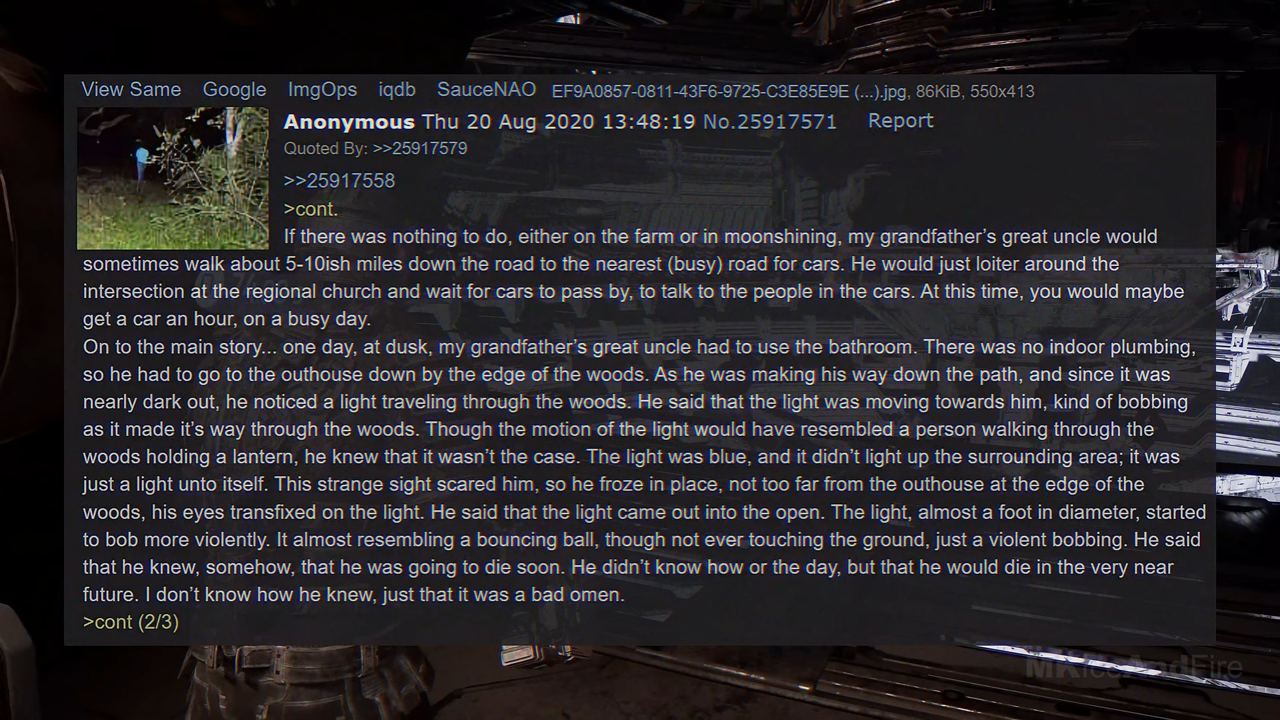 View Same Google ImgOps iqdb SauceNAO EF9A0857-0811-43F6-9725-C3E85E9E (...).jpg, 86KiB, 550x413
Anonymous Thu 20 Aug 2020 13:48:19 No.25917571 Report
Quoted By: >>25917579
>>25917558
>cont.
If there was nothing to do, either on the farm or in moonshining, my grandfather’s great uncle would
sometimes walk about 5-10ish miles down the road to the nearest (busy) road for cars. He would just loiter around the
intersection at the regional church and wait for cars to pass by, to talk to the people in the cars. At this time, you would maybe
get a car an hour, on a busy day.
On to the main story... one day, at dusk, my grandfather’s great uncle had to use the bathroom. There was no indoor plumbing,
so he had to go to the outhouse down by the edge of the woods. As he was making his way down the path, and since it was
nearly dark out, he noticed a light traveling through the woods. He said that the light was moving towards him, kind of bobbing
as it made it’s way through the woods. Though the motion of the light would have resembled a person walking through the
woods holding a lantern, he knew that it wasn’t the case. The light was blue, and it didn’t light up the surrounding area; it was
just a light unto itself. This strange sight scared him, so he froze in place, not too far from the outhouse at the edge of the
woods, his eyes transfixed on the light. He said that the light came out into the open. The light, almost a foot in diameter, started
to bob more violently. It almost resembling a bouncing ball, though not ever touching the ground, just a violent bobbing. He said
that he knew, somehow, that he was going to die soon. He didn’t know how or the day, but that he would die in the very near
future. I don’t know how he knew, just that it was a bad omen.
>cont (2/3)